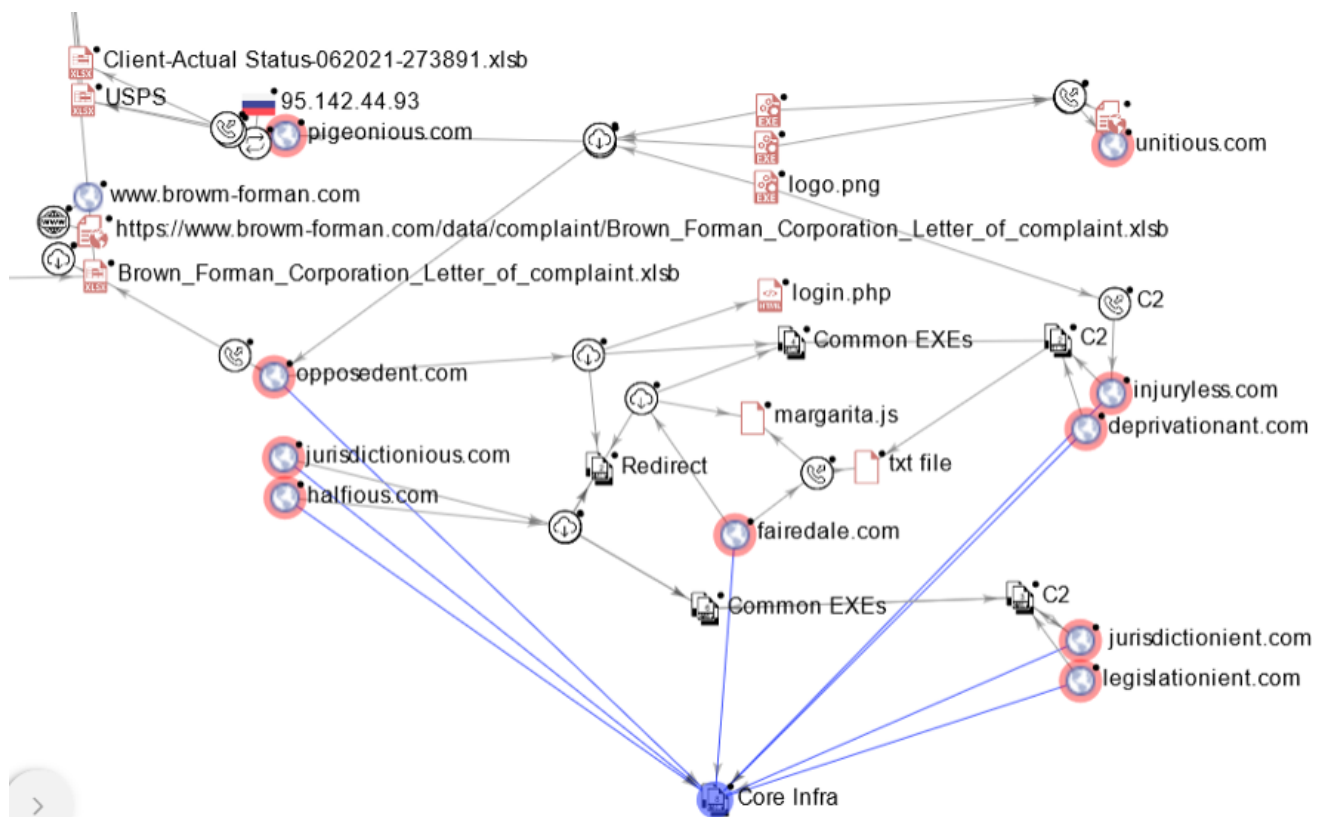 Client-Actual Status-062021-273891.xlsb
USPS
95.142.44.93
pigeonious.com
unitious.com
logo.png
www.browm-forman.com
https://www.browm-forman.com/data/complaint/Brown_Forman_Corporation_Letter_of_complaint.xlsb
Brown_Forman_Corporation_Letter_of_complaint.xlsb
login.php
C2
Common EXEs
C2
opposedent.com
injuryless.com
margarita.js
deprivationant.com
jurisdictionious.com
Redirect
txt file
halfious.com
fairedale.com
Common EXEs
C2
jurisdictionient.com
legislationient.com
Core Infra